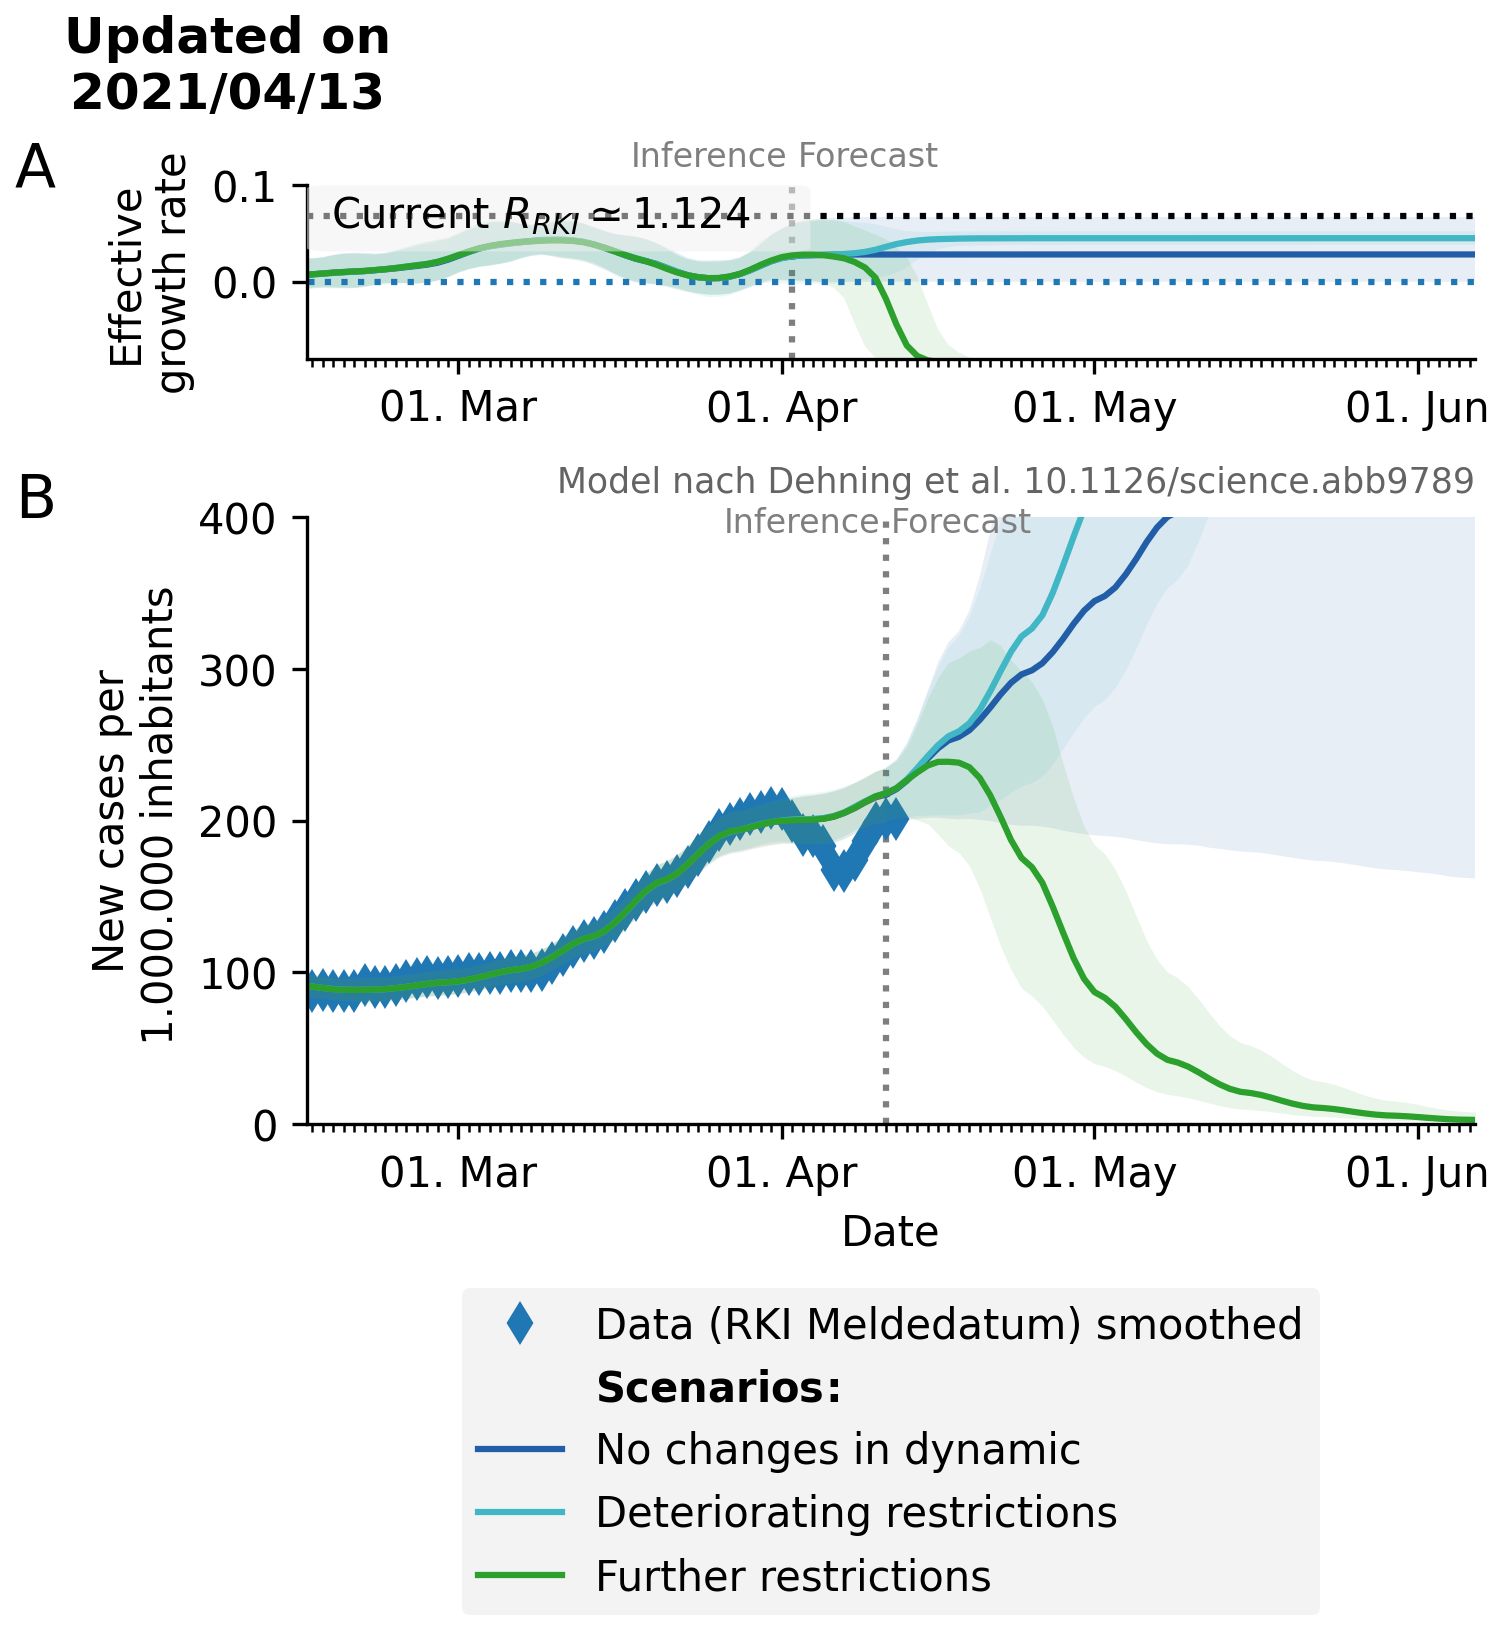 Updated on
2021/04/13
A
Inference Forecast
Effective
growth rate
0.1
0.0
Current R_RKI ≃ 1.124
01. Mar
01. Apr
01. May
01. Jun
B
Model nach Dehning et al. 10.1126/science.abb9789
Inference Forecast
New cases per
1.000.000 inhabitants
400
300
200
100
0
01. Mar
01. Apr
01. May
01. Jun
Date
Data (RKI Meldedatum) smoothed
Scenarios:
No changes in dynamic
Deteriorating restrictions
Further restrictions